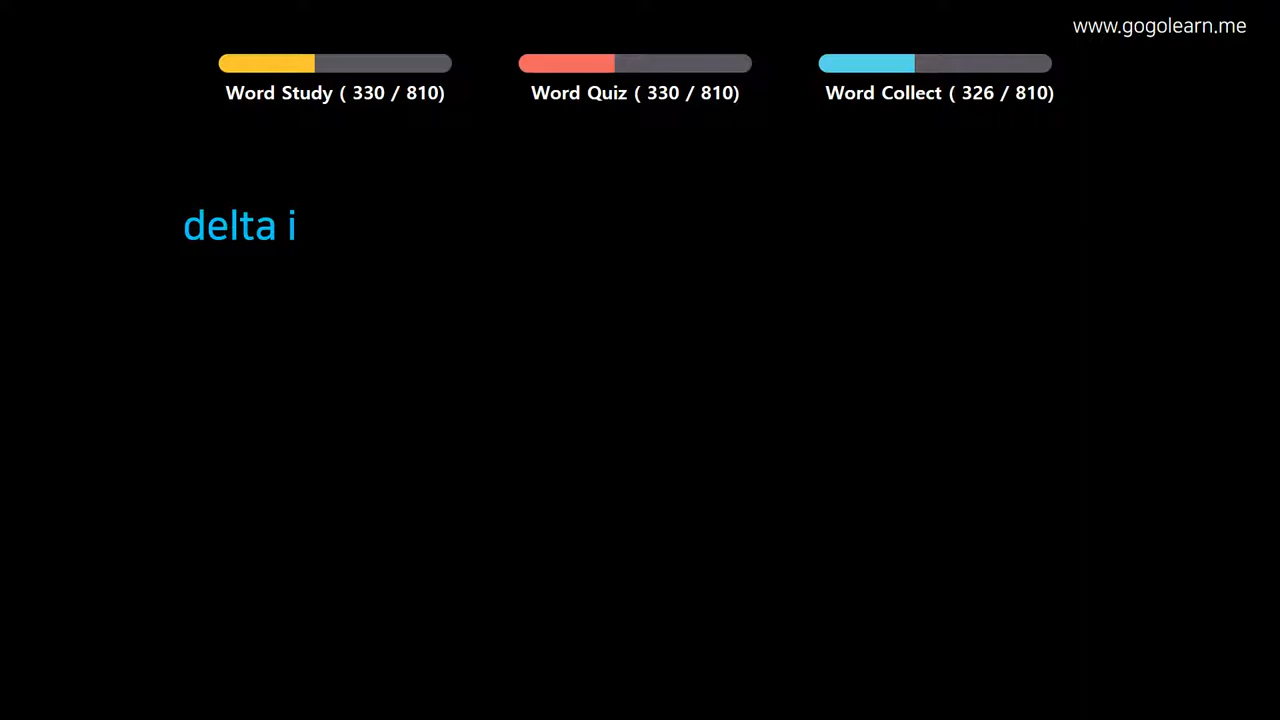 www.gogolearn.me
Word Study ( 330 / 810)
Word Quiz ( 330 / 810)
Word Collect ( 326 / 810)
delta i